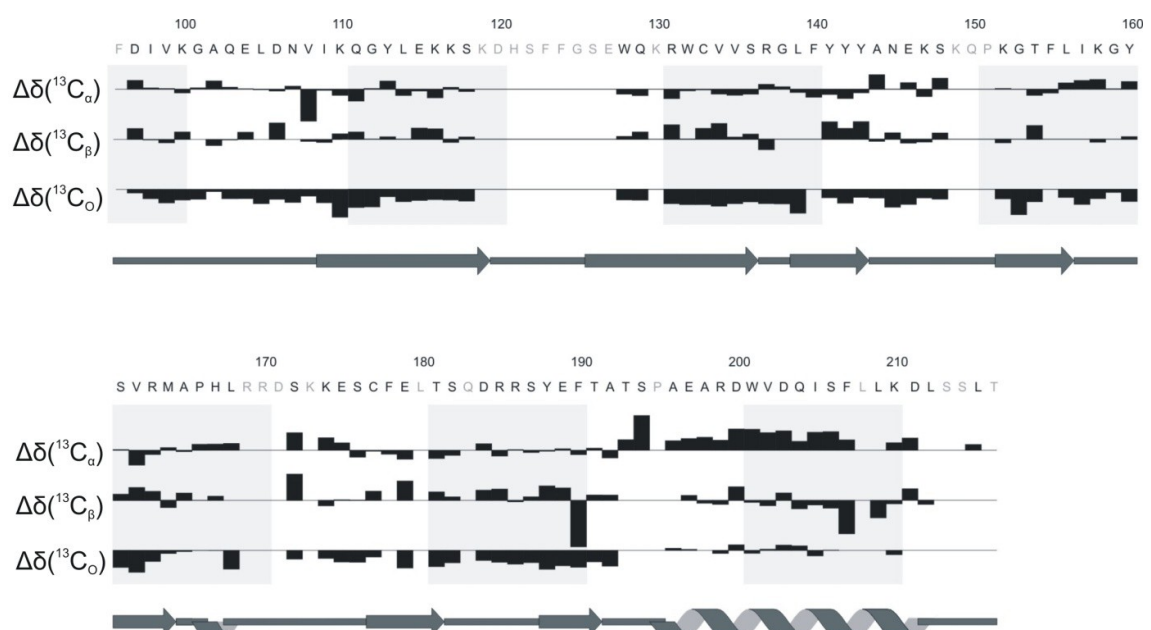 100 110 120 130 140 150 160
F D I V K G A Q E L D N V I K Q G Y L E K K S K D H S F F G S E W Q K R W C V V S R G L F Y Y Y A N E K S K Q P K G T F L I K G Y
Δδ(¹³Cα)
Δδ(¹³Cβ)
Δδ(¹³CO)
170 180 190 200 210
S V R M A P H L R R D S K K E S C F E L T S Q D R R S Y E F T A T S P A E A R D W V D Q I S F L L K D L S S L T
Δδ(¹³Cα)
Δδ(¹³Cβ)
Δδ(¹³CO)